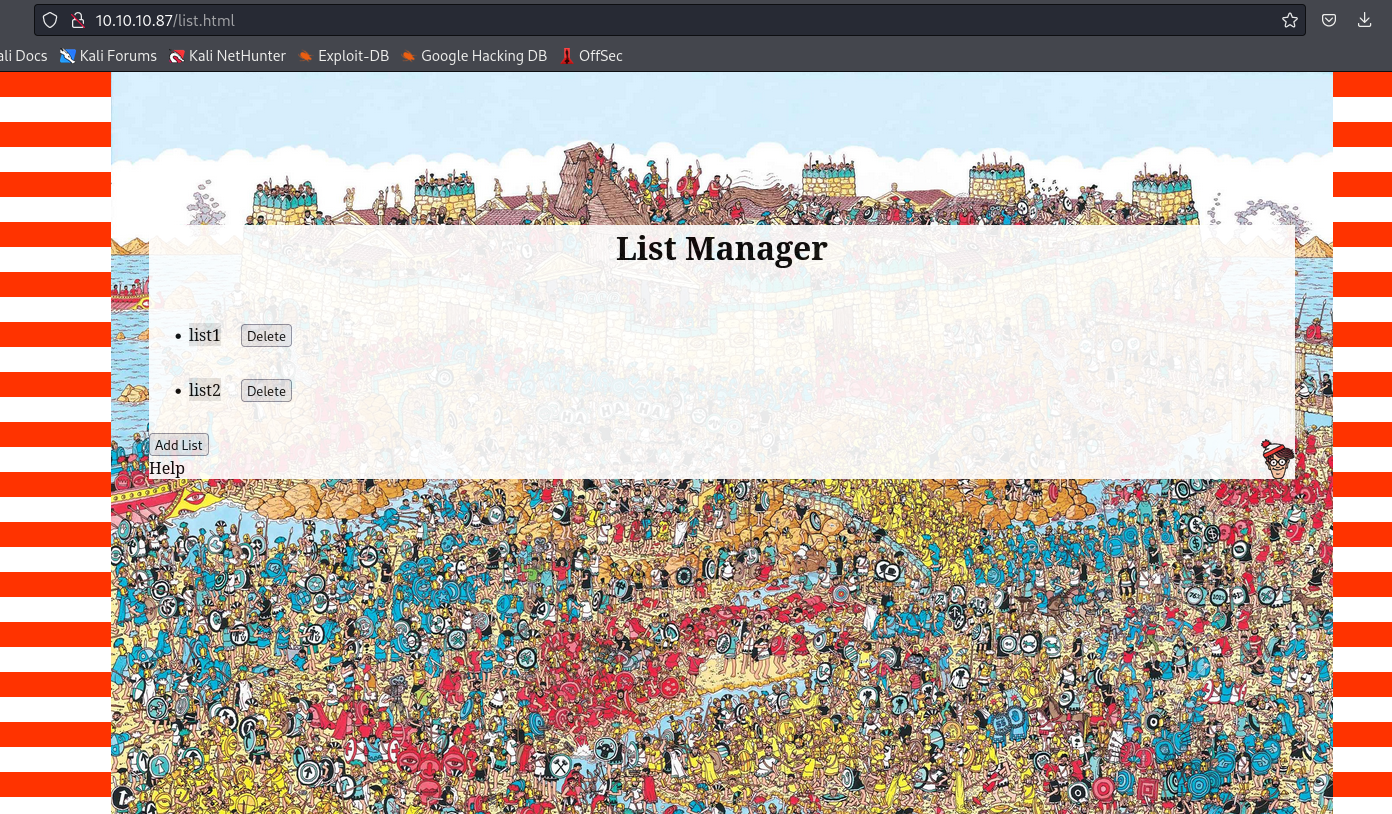 10.10.10.87/list.html
ali Docs Kali Forums Kali NetHunter Exploit-DB Google Hacking DB OffSec
List Manager
list1 Delete
list2 Delete
Add List
Help